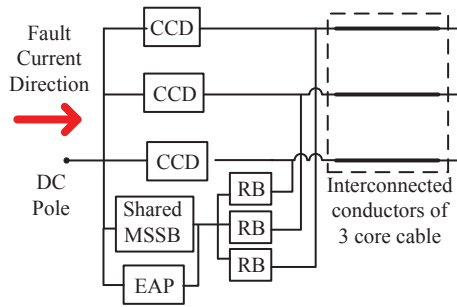 Fault
Current
Direction
CCD
CCD
CCD
DC
Pole
Shared
MSSB
EAP
RB
RB
RB
Interconnected
conductors of
3 core cable